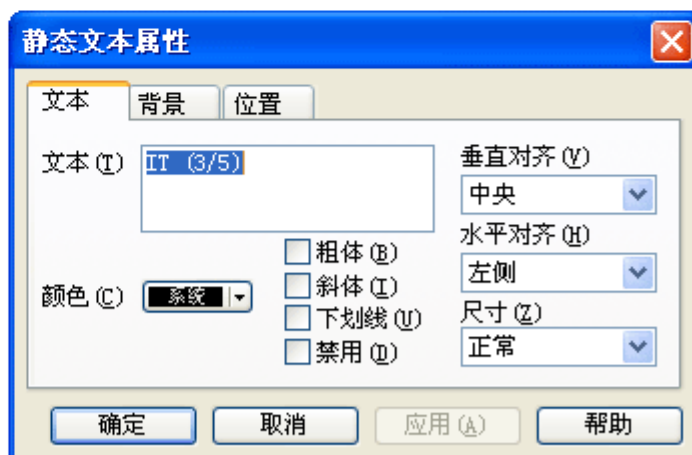 静态文本属性
文本 背景 位置
文本(T) IT (3/5)
垂直对齐(V)
中央
水平对齐(H)
左侧
尺寸(Z)
正常
颜色(C) 系统
粗体(B)
斜体(I)
下划线(U)
禁用(D)
确定 取消 应用(A) 帮助